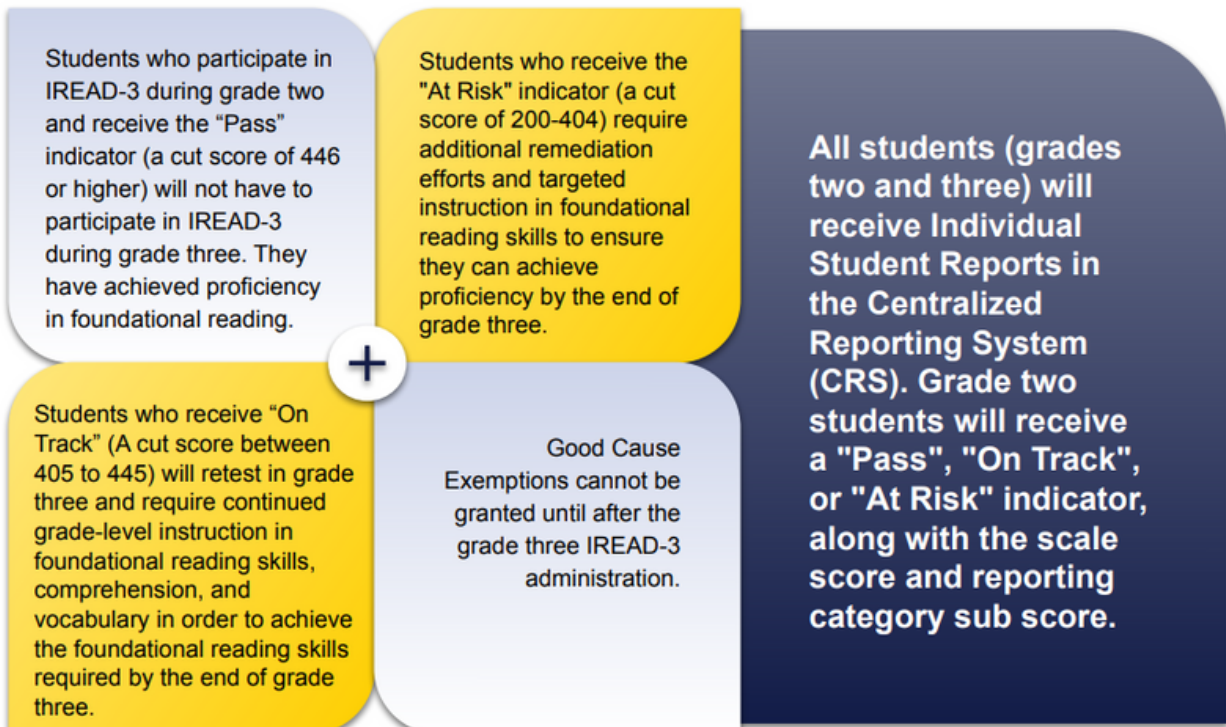 Students who participate in
IREAD-3 during grade two
and receive the “Pass”
indicator (a cut score of 446
or higher) will not have to
participate in IREAD-3
during grade three. They
have achieved proficiency
in foundational reading.
Students who receive the
"At Risk" indicator (a cut
score of 200-404) require
additional remediation
efforts and targeted
instruction in foundational
reading skills to ensure
they can achieve
proficiency by the end of
grade three.
+
Students who receive “On
Track” (A cut score between
405 to 445) will retest in grade
three and require continued
grade-level instruction in
foundational reading skills,
comprehension, and
vocabulary in order to achieve
the foundational reading skills
required by the end of grade
three.
Good Cause
Exemptions cannot be
granted until after the
grade three IREAD-3
administration.
All students (grades
two and three) will
receive Individual
Student Reports in
the Centralized
Reporting System
(CRS). Grade two
students will receive
a "Pass", "On Track",
or "At Risk" indicator,
along with the scale
score and reporting
category sub score.